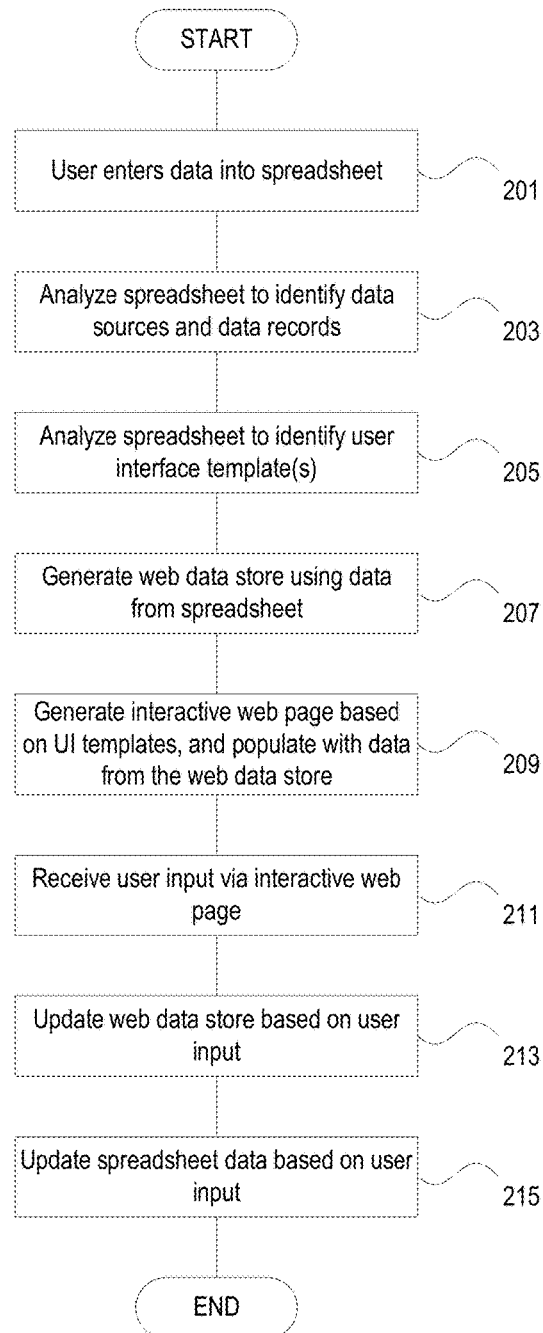 START
User enters data into spreadsheet
201
Analyze spreadsheet to identify data
sources and data records
203
Analyze spreadsheet to identify user
interface template(s)
205
Generate web data store using data
from spreadsheet
207
Generate interactive web page based
on UI templates, and populate with data
from the web data store
209
Receive user input via interactive web
page
211
Update web data store based on user
input
213
Update spreadsheet data based on user
input
215
END